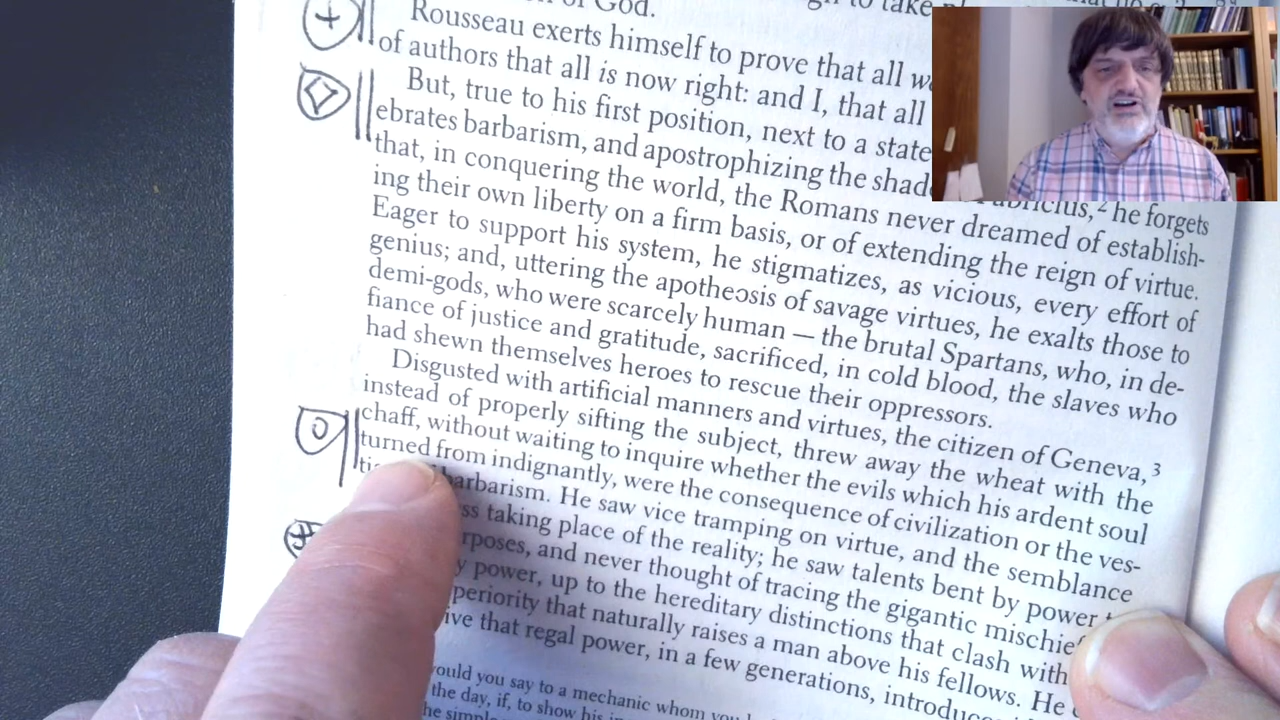 of God.
to take
Rousseau exerts himself to prove that all
of authors that all is now right: and I, that all
But, true to his first position, next to a state
ebrates barbarism, and apostrophizing the shad
that, in conquering the world, the Romans never dreamed of establish-
he forgets
ing their own liberty on a firm basis, or of extending the reign of virtue.
Eager to support his system, he stigmatizes, as vicious, every effort of
genius; and, uttering the apotheosis of savage virtues, he exalts those to
demi-gods, who were scarcely human — the brutal Spartans, who, in de-
fiance of justice and gratitude, sacrificed, in cold blood, the slaves who
had shewn themselves heroes to rescue their oppressors.
Disgusted with artificial manners and virtues, the citizen of Geneva,³
instead of properly sifting the subject, threw away the wheat with the
chaff, without waiting to inquire whether the evils which his ardent soul
turned from indignantly, were the consequence of civilization or the ves-
barbarism. He saw vice tramping on virtue, and the semblance
ss taking place of the reality; he saw talents bent by power
rposes, and never thought of tracing the gigantic mischief
power, up to the hereditary distinctions that clash with
periority that naturally raises a man above his fellows. He
ive that regal power, in a few generations, introduc
ould you say to a mechanic whom you
the day, if, to show his
he simple